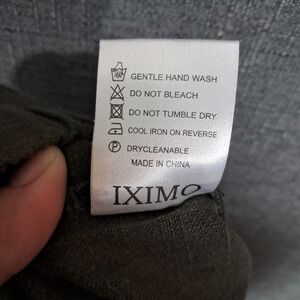 GENTLE HAND WASH
DO NOT BLEACH
DO NOT TUMBLE DRY
COOL IRON ON REVERSE
DRYCLEANABLE
MADE IN CHINA
IXIMO